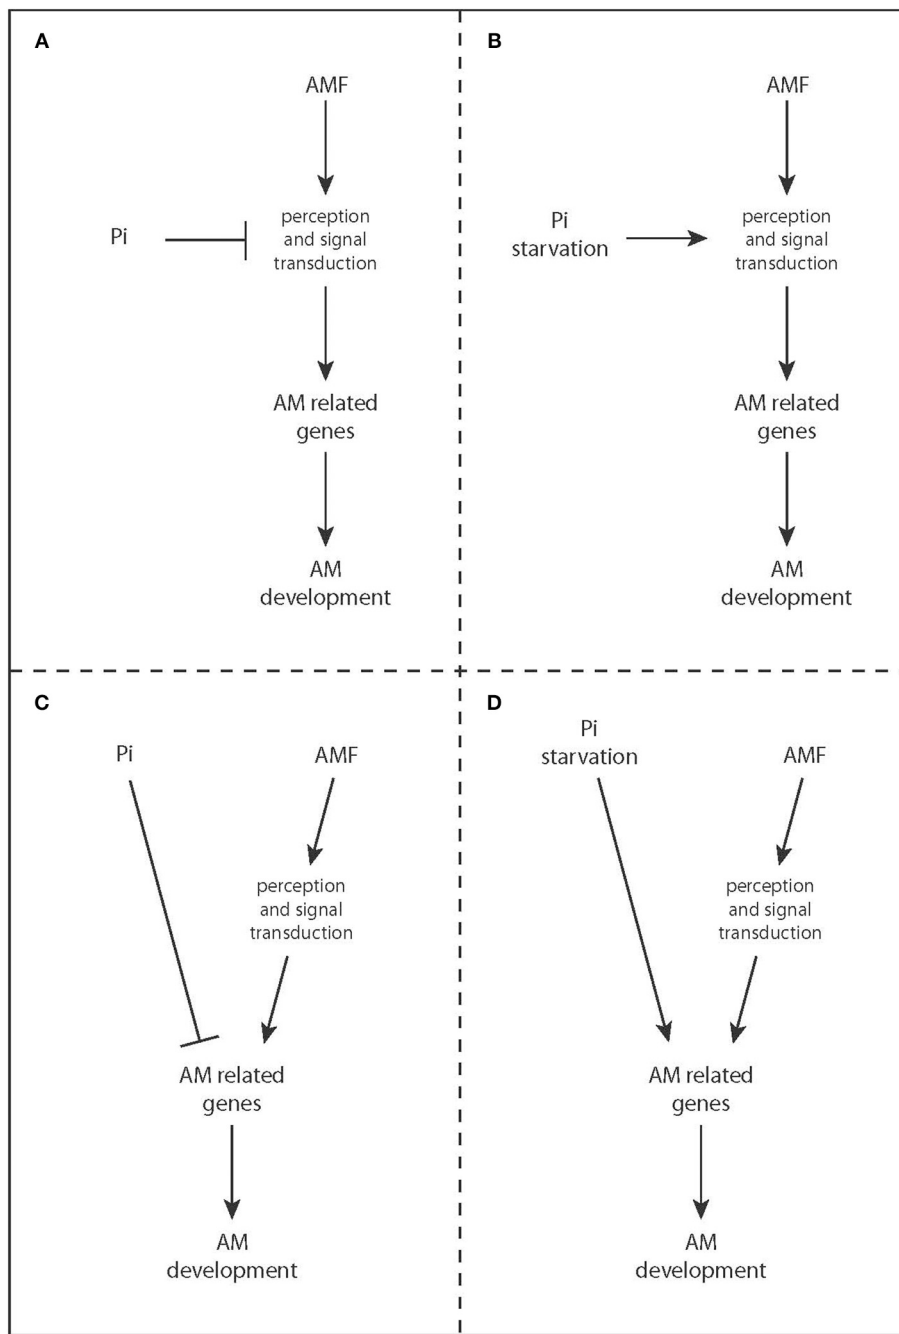 A
AMF
Pi
perception
and signal
transduction
AM related
genes
AM
development
B
AMF
Pi
starvation
perception
and signal
transduction
AM related
genes
AM
development
C
Pi
AMF
perception
and signal
transduction
AM related
genes
AM
development
D
Pi
starvation
AMF
perception
and signal
transduction
AM related
genes
AM
development